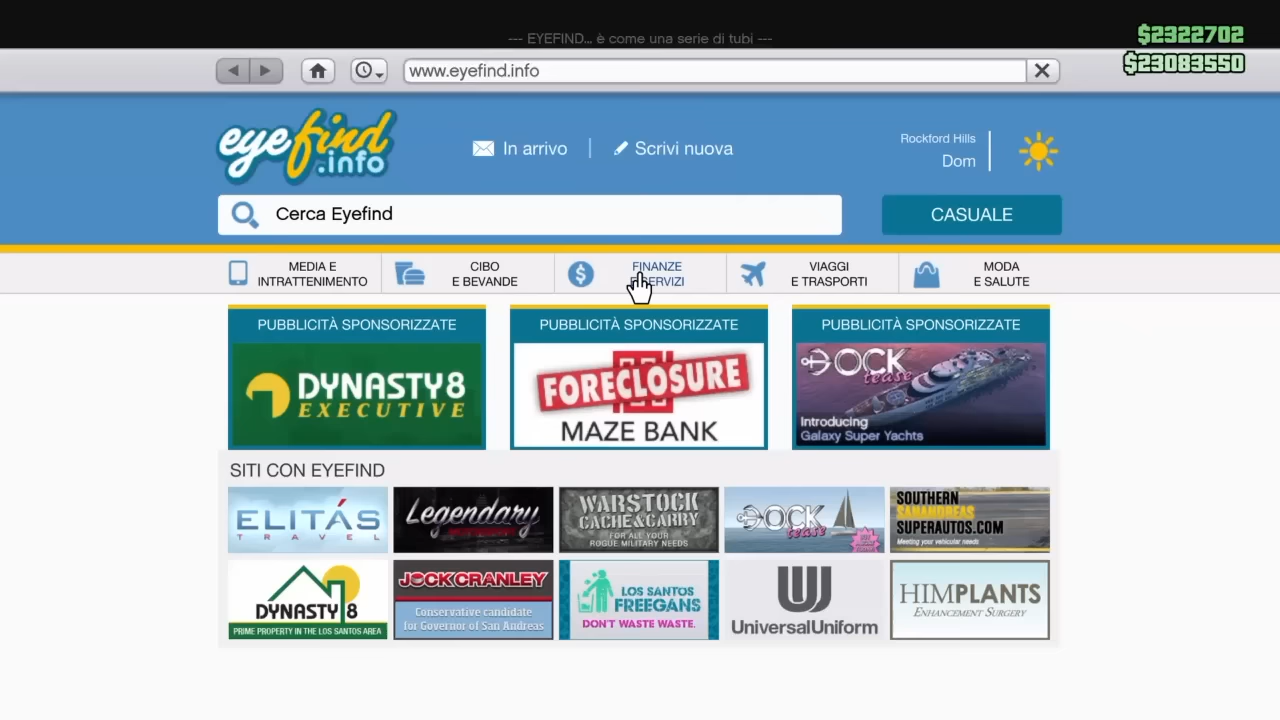 --- EYEFIND... è come una serie di tubi ---
$2322702
$23083550
www.eyefind.info
eyefind.info
In arrivo
Scrivi nuova
Rockford Hills
Dom
Cerca Eyefind
CASUALE
MEDIA E
INTRATTENIMENTO
CIBO
E BEVANDE
FINANZE
E SERVIZI
VIAGGI
E TRASPORTI
MODA
E SALUTE
PUBBLICITÀ SPONSORIZZATE
DYNASTY 8
EXECUTIVE
PUBBLICITÀ SPONSORIZZATE
FORECLOSURE
MAZE BANK
PUBBLICITÀ SPONSORIZZATE
DOCK
tease
Introducing
Galaxy Super Yachts
SITI CON EYEFIND
ELITÁS
TRAVEL
Legendary
WARSTOCK
CACHE & CARRY
FOR ALL YOUR
ROGUE MILITARY NEEDS
DOCK
tease
SOUTHERN
SANANDREAS
SUPERAUTOS.COM
Meeting your vehicular needs
DYNASTY 8
PRIME PROPERTY IN THE LOS SANTOS AREA
JOCK CRANLEY
Conservative candidate
for Governor of San Andreas
LOS SANTOS
FREEGANS
DON'T WASTE WASTE.
UniversalUniform
HIMPLANTS
ENHANCEMENT SURGERY